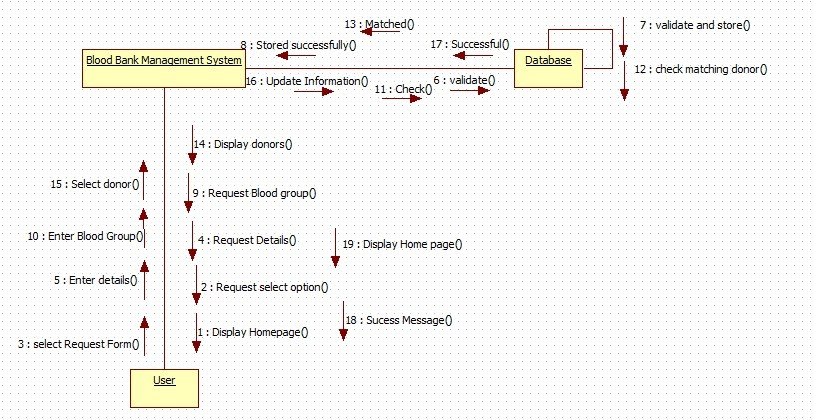 13 : Matched()
7 : validate and store()
8 : Stored successfully()
17 : Successful()
Blood Bank Management System
Database
12 : check matching donor()
16 : Update Information()
11 : Check()
6 : validate()
14 : Display donors()
15 : Select donor()
9 : Request Blood group()
10 : Enter Blood Group()
4 : Request Details()
19 : Display Home page()
5 : Enter details()
2 : Request select option()
18 : Sucess Message()
1 : Display Homepage()
3 : select Request Form()
User